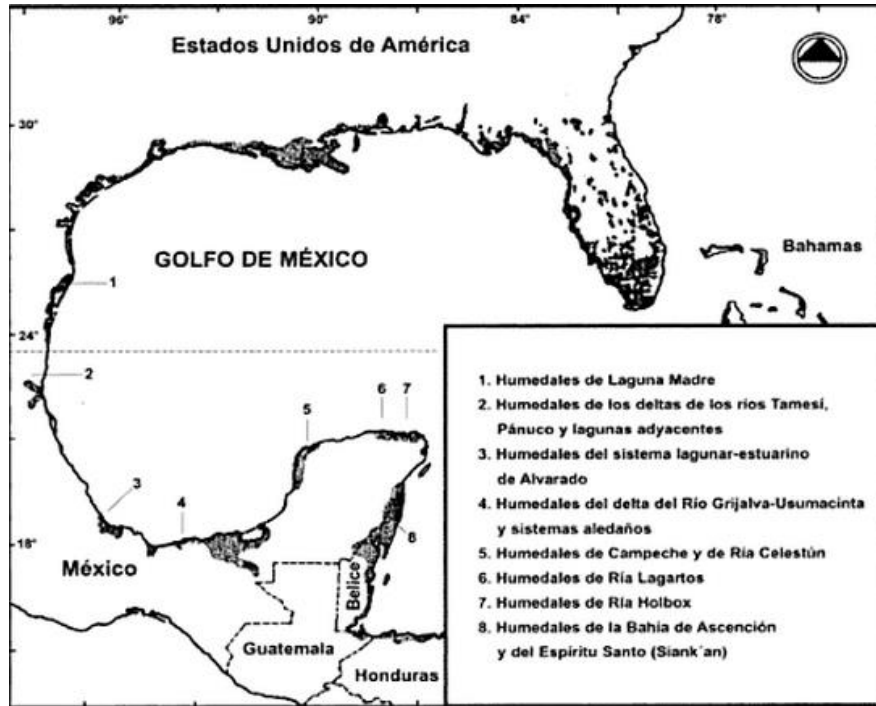 96°
90°
84°
78°
Estados Unidos de América
30°
GOLFO DE MÉXICO
Bahamas
1
24°
2
6
7
5
3
4
8
18°
México
Belice
Guatemala
Honduras
1. Humedales de Laguna Madre
2. Humedales de los deltas de los ríos Tamesí,
Pánuco y lagunas adyacentes
3. Humedales del sistema lagunar-estuarino
de Alvarado
4. Humedales del delta del Río Grijalva-Usumacinta
y sistemas aledaños
5. Humedales de Campeche y de Ría Celestún
6. Humedales de Ría Lagartos
7. Humedales de Ría Holbox
8. Humedales de la Bahía de Ascención
y del Espíritu Santo (Siank´an)